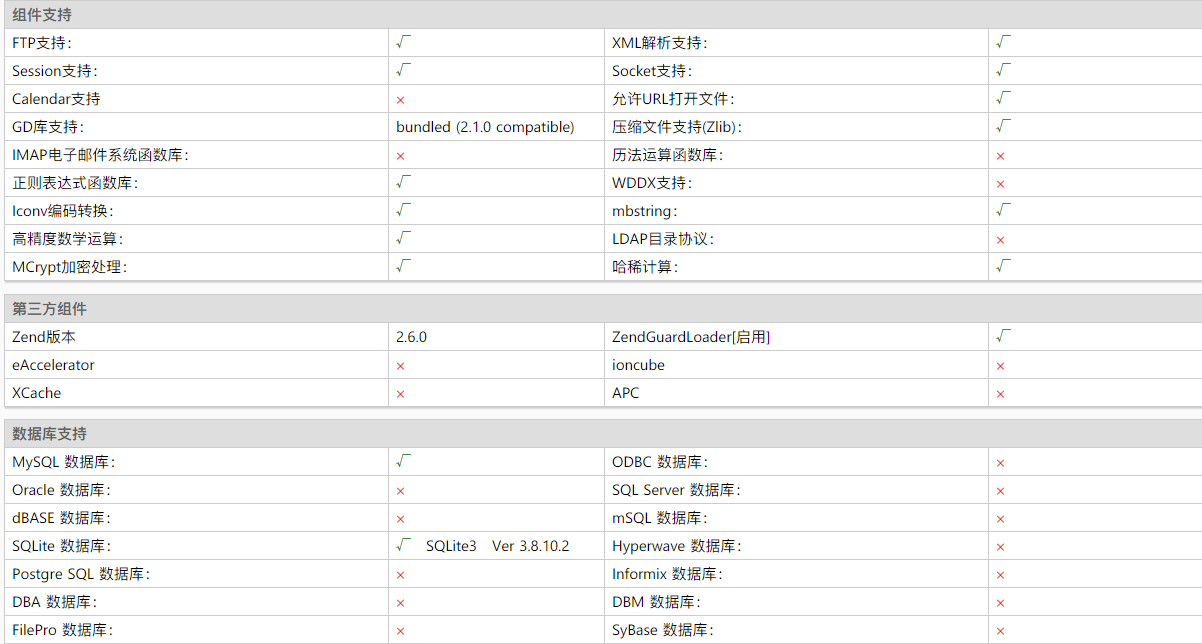 组件支持
FTP支持： √ XML解析支持： √
Session支持： √ Socket支持： √
Calendar支持 × 允许URL打开文件： √
GD库支持： bundled (2.1.0 compatible) 压缩文件支持(Zlib)： √
IMAP电子邮件系统函数库： × 历法运算函数库： ×
正则表达式函数库： √ WDDX支持： ×
Iconv编码转换： √ mbstring： √
高精度数学运算： √ LDAP目录协议： ×
MCrypt加密处理： √ 哈稀计算： √
第三方组件
Zend版本 2.6.0 ZendGuardLoader[启用] √
eAccelerator × ioncube ×
XCache × APC ×
数据库支持
MySQL 数据库： √ ODBC 数据库： ×
Oracle 数据库： × SQL Server 数据库： ×
dBASE 数据库： × mSQL 数据库： ×
SQLite 数据库： √ SQLite3 Ver 3.8.10.2 Hyperwave 数据库： ×
Postgre SQL 数据库： × Informix 数据库： ×
DBA 数据库： × DBM 数据库： ×
FilePro 数据库： × SyBase 数据库： ×